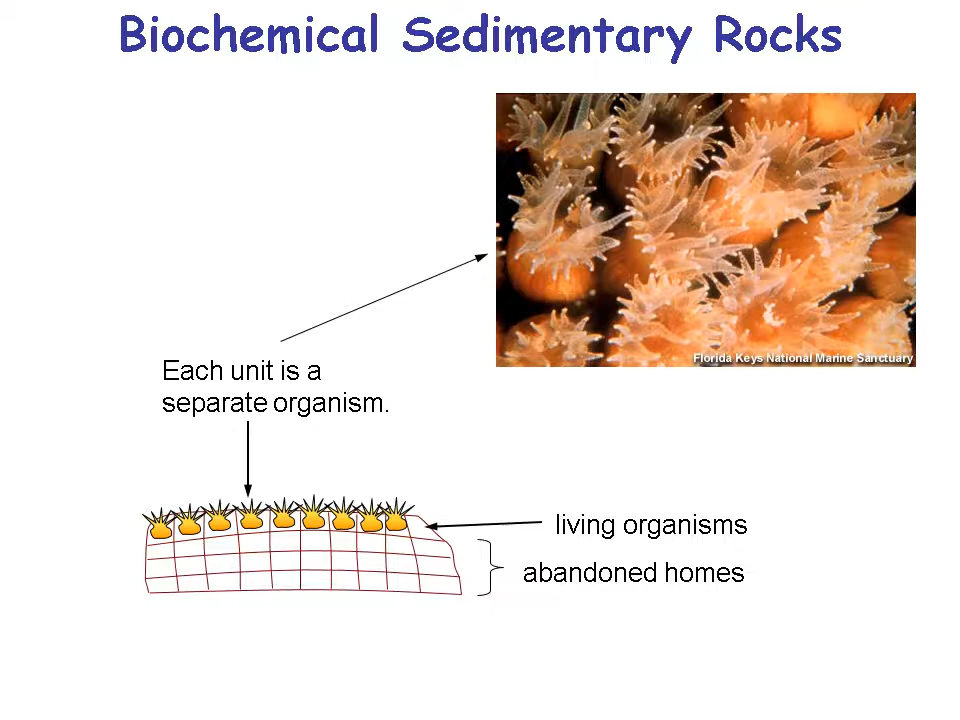 Biochemical Sedimentary Rocks
Florida Keys National Marine Sanctuary
Each unit is a
separate organism.
living organisms
abandoned homes